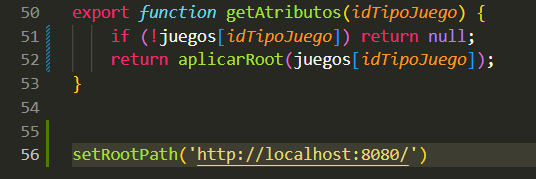 50 export function getAtributos(idTipoJuego) {
51 if (!juegos[idTipoJuego]) return null;
52 return aplicarRoot(juegos[idTipoJuego]);
53 }
54
55
56 setRootPath('http://localhost:8080/')